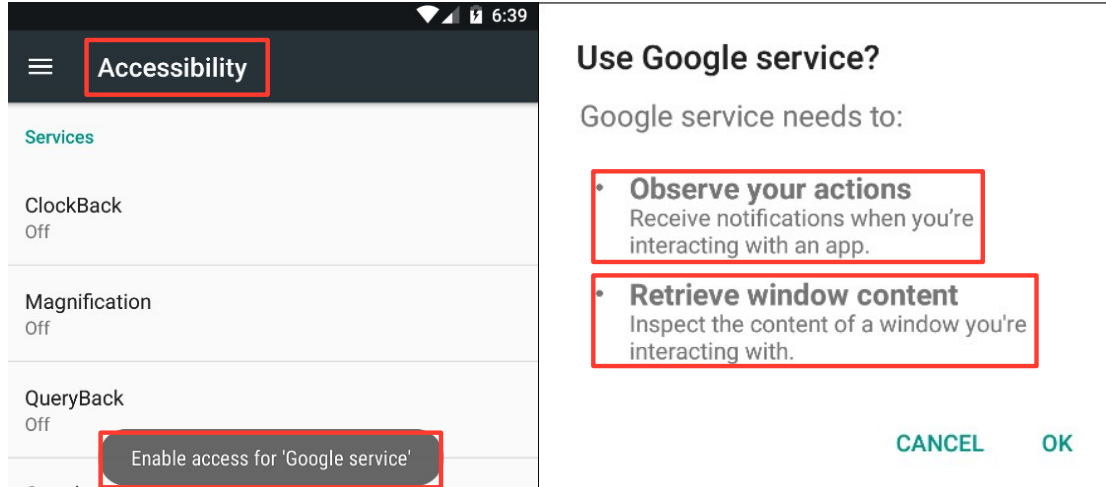 6:39
Accessibility
Services
ClockBack
Off
Magnification
Off
QueryBack
Off
Enable access for 'Google service'
Use Google service?
Google service needs to:
• Observe your actions
Receive notifications when you're
interacting with an app.
• Retrieve window content
Inspect the content of a window you're
interacting with.
CANCEL OK